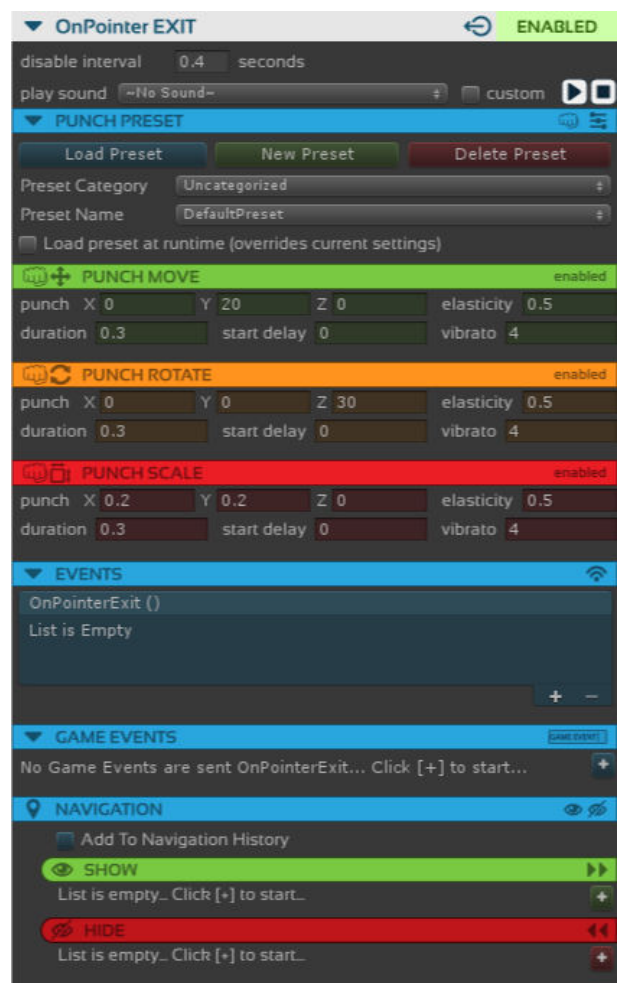 OnPointer EXIT ENABLED
disable interval 0.4 seconds
play sound ~No Sound~ custom
PUNCH PRESET
Load Preset New Preset Delete Preset
Preset Category Uncategorized
Preset Name DefaultPreset
Load preset at runtime (overrides current settings)
PUNCH MOVE enabled
punch X 0 Y 20 Z 0 elasticity 0.5
duration 0.3 start delay 0 vibrato 4
PUNCH ROTATE enabled
punch X 0 Y 0 Z 30 elasticity 0.5
duration 0.3 start delay 0 vibrato 4
PUNCH SCALE enabled
punch X 0.2 Y 0.2 Z 0 elasticity 0.5
duration 0.3 start delay 0 vibrato 4
EVENTS
OnPointerExit ()
List is Empty
+ −
GAME EVENTS GAME EVENT
No Game Events are sent OnPointerExit... Click [+] to start...
NAVIGATION
Add To Navigation History
SHOW
List is empty... Click [+] to start...
HIDE
List is empty... Click [+] to start...